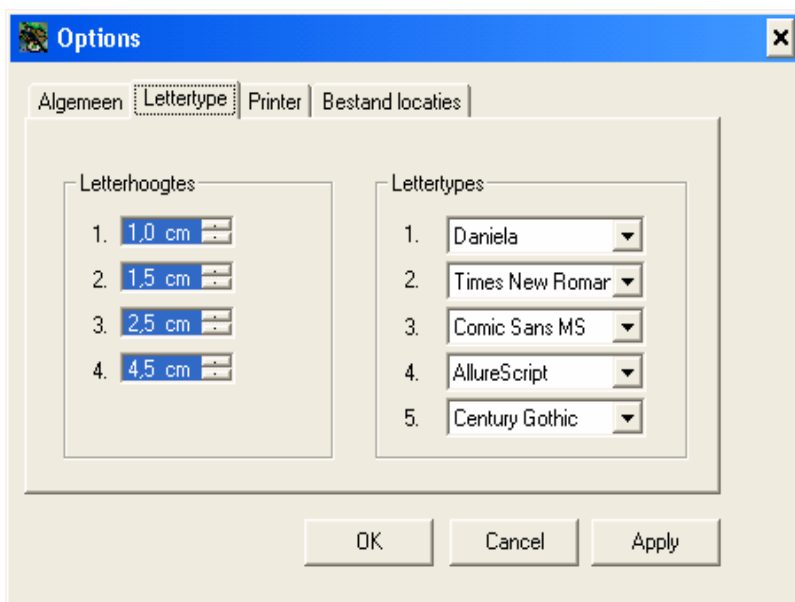 Options
Algemeen Lettertype Printer Bestand locaties
Letterhoogtes
1. 1,0 cm
2. 1,5 cm
3. 2,5 cm
4. 4,5 cm
Lettertypes
1. Daniela
2. Times New Romar
3. Comic Sans MS
4. AllureScript
5. Century Gothic
OK Cancel Apply